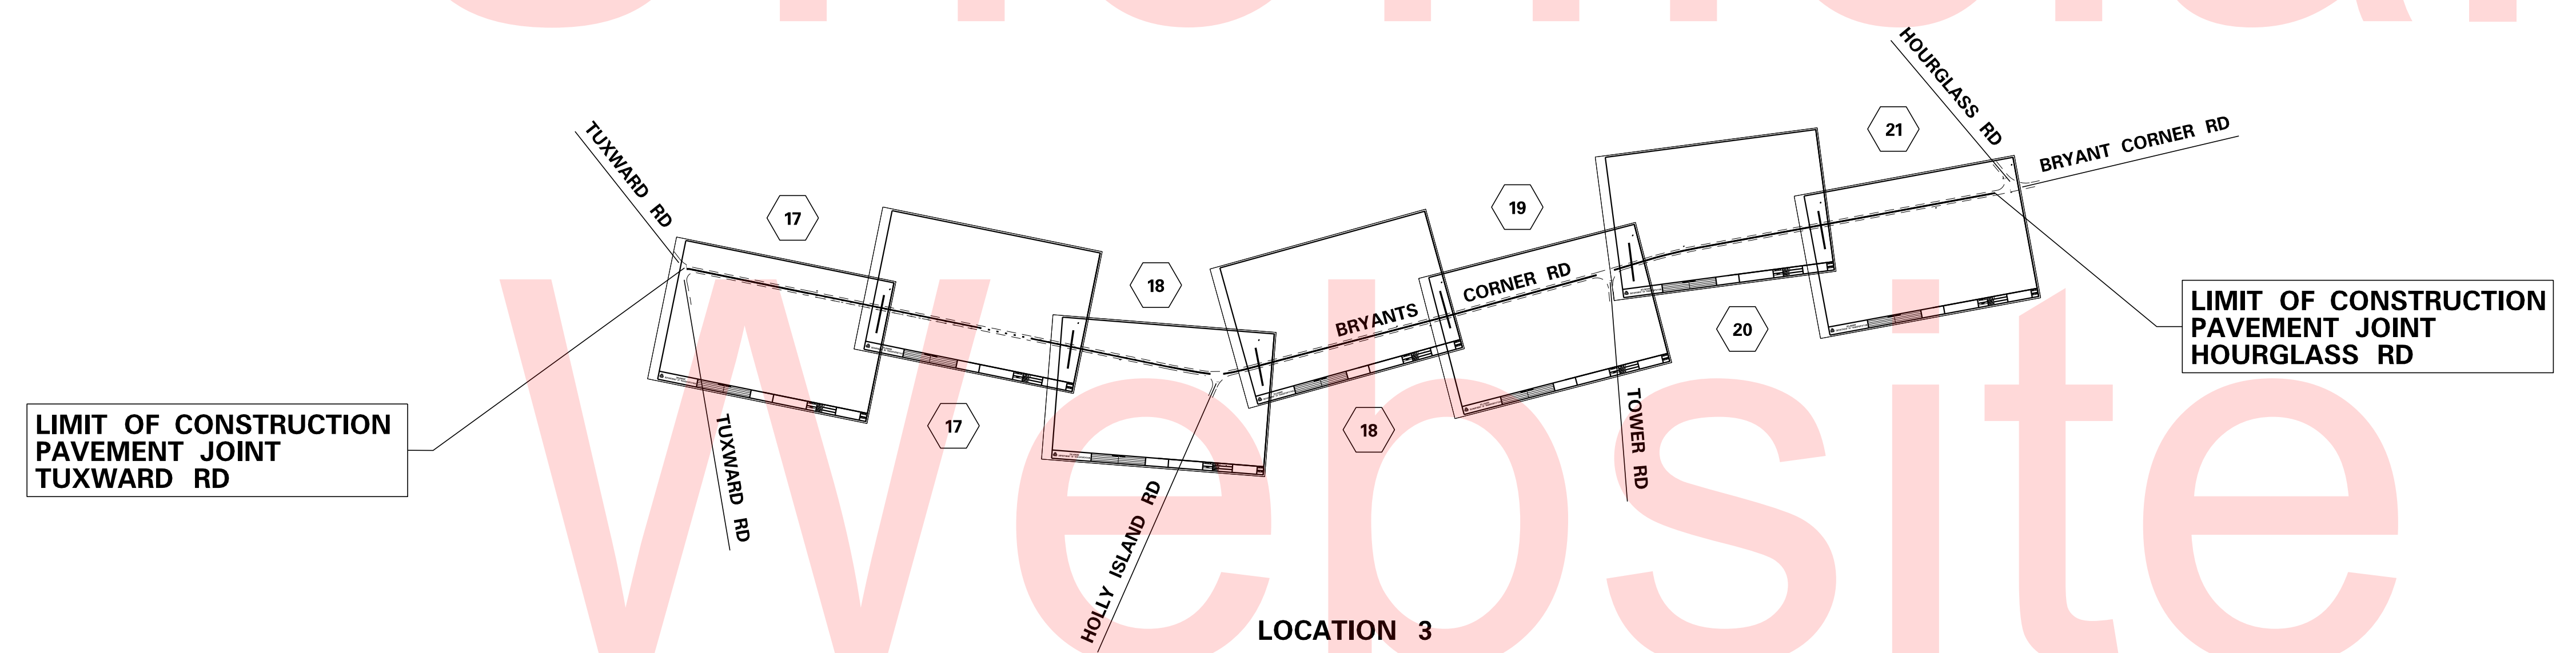 HOURGLASS RD
BRYANT CORNER RD
21
TUXWARD RD
17
19
18
CORNER RD
BRYANTS
20
LIMIT OF CONSTRUCTION
PAVEMENT JOINT
HOURGLASS RD
LIMIT OF CONSTRUCTION
PAVEMENT JOINT
TUXWARD RD
TUXWARD RD
17
18
TOWER RD
HOLLY ISLAND RD
LOCATION 3
Website